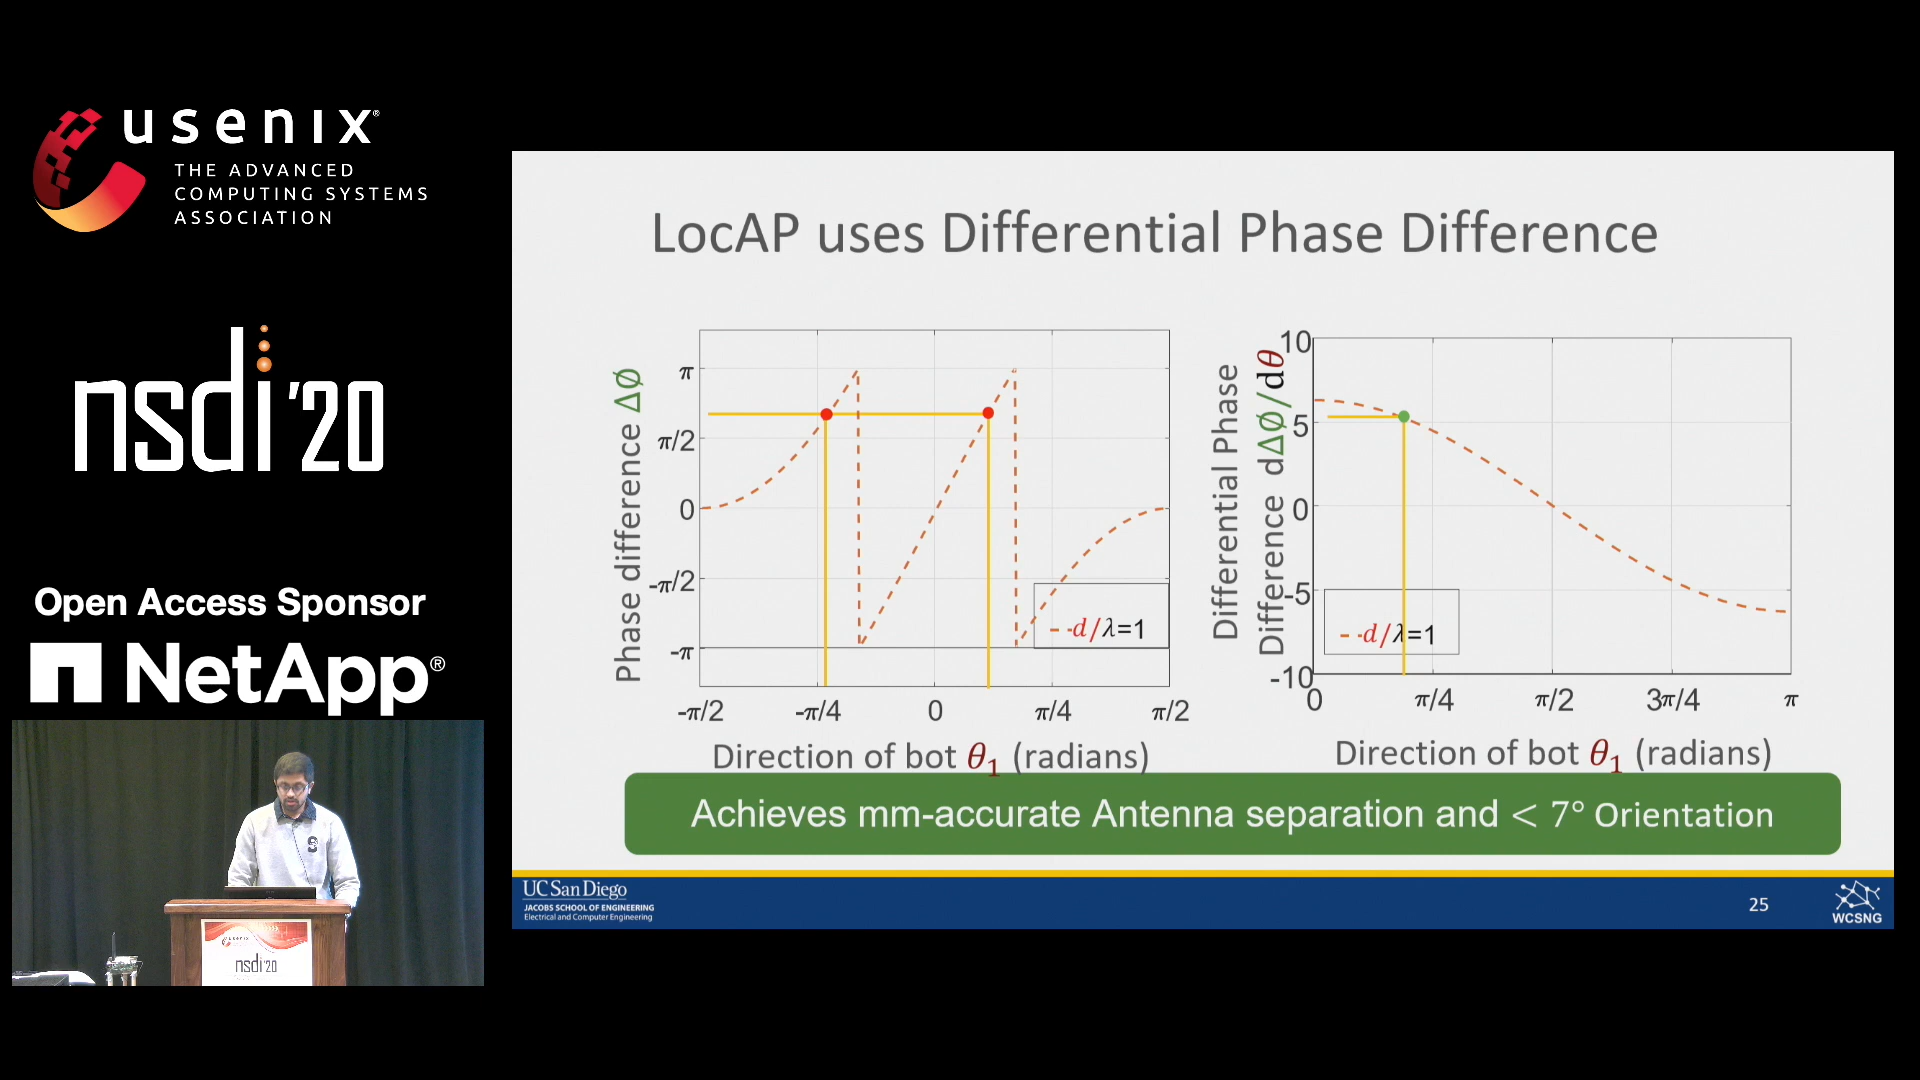 usenix®
THE ADVANCED
COMPUTING SYSTEMS
ASSOCIATION
nsdi '20
Open Access Sponsor
NetApp®
LocAP uses Differential Phase Difference
Phase difference ΔØ
π
π/2
0
-π/2
-π
-d/λ=1
-π/2 -π/4 0 π/4 π/2
Direction of bot θ₁ (radians)
Differential Phase
Difference dΔØ/dθ
10
5
0
-5
-10
-d/λ=1
0 π/4 π/2 3π/4 π
Direction of bot θ₁ (radians)
Achieves mm-accurate Antenna separation and < 7° Orientation
UC San Diego
JACOBS SCHOOL OF ENGINEERING
Electrical and Computer Engineering
25
WCSNG
usenix
nsdi '20